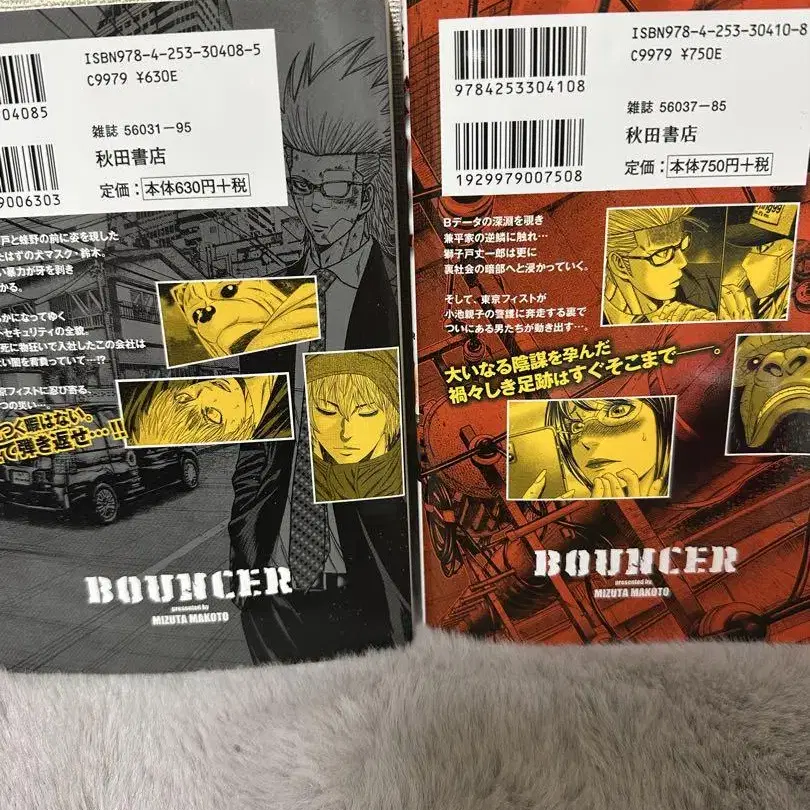 ISBN978-4-253-30408-5
C9979 ¥630E
04085
雑誌 56031-95
秋田書店
9006303
定価：本体630円+税
戸と蜂野の前に姿を現した
たはずの犬マスク・鈴木。
い暴力が牙を剥き
かる。
かになってゆく
トセキュリティの全貌。
死に物狂いで入社したこの会社は
い闇を背負っていて…!?
京フィストに忍び寄る、
つの災い…
つく暇はない。
て弾き返せ…!!
BOUNCER
presented by
MIZUTA MAKOTO
ISBN978-4-253-30410-8
C9979 ¥750E
9784253304108
雑誌 56037-85
秋田書店
1929979007508
定価：本体750円+税
Bデータの深淵を覗き
兼平家の逆鱗に触れ…
獅子戸丈一郎は更に
裏社会の暗部へと浸かっていく。
そして、東京フィストが
小池親子の警護に奔走する裏で
ついにある男たちが動き出す…。
大いなる陰謀を孕んだ
禍々しき足跡はすぐそこまで──。
BOUNCER
presented by
MIZUTA MAKOTO